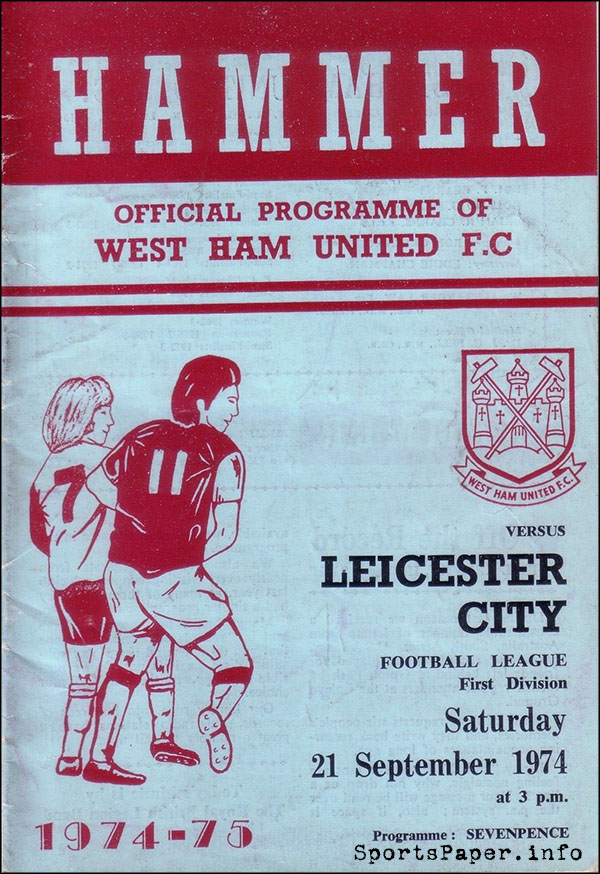 HAMMER
OFFICIAL PROGRAMME OF
WEST HAM UNITED F.C
7
11
WEST HAM UNITED F.C.
VERSUS
LEICESTER
CITY
FOOTBALL LEAGUE
First Division
Saturday
21 September 1974
at 3 p.m.
1974-75
Programme : SEVENPENCE
SportsPaper.info